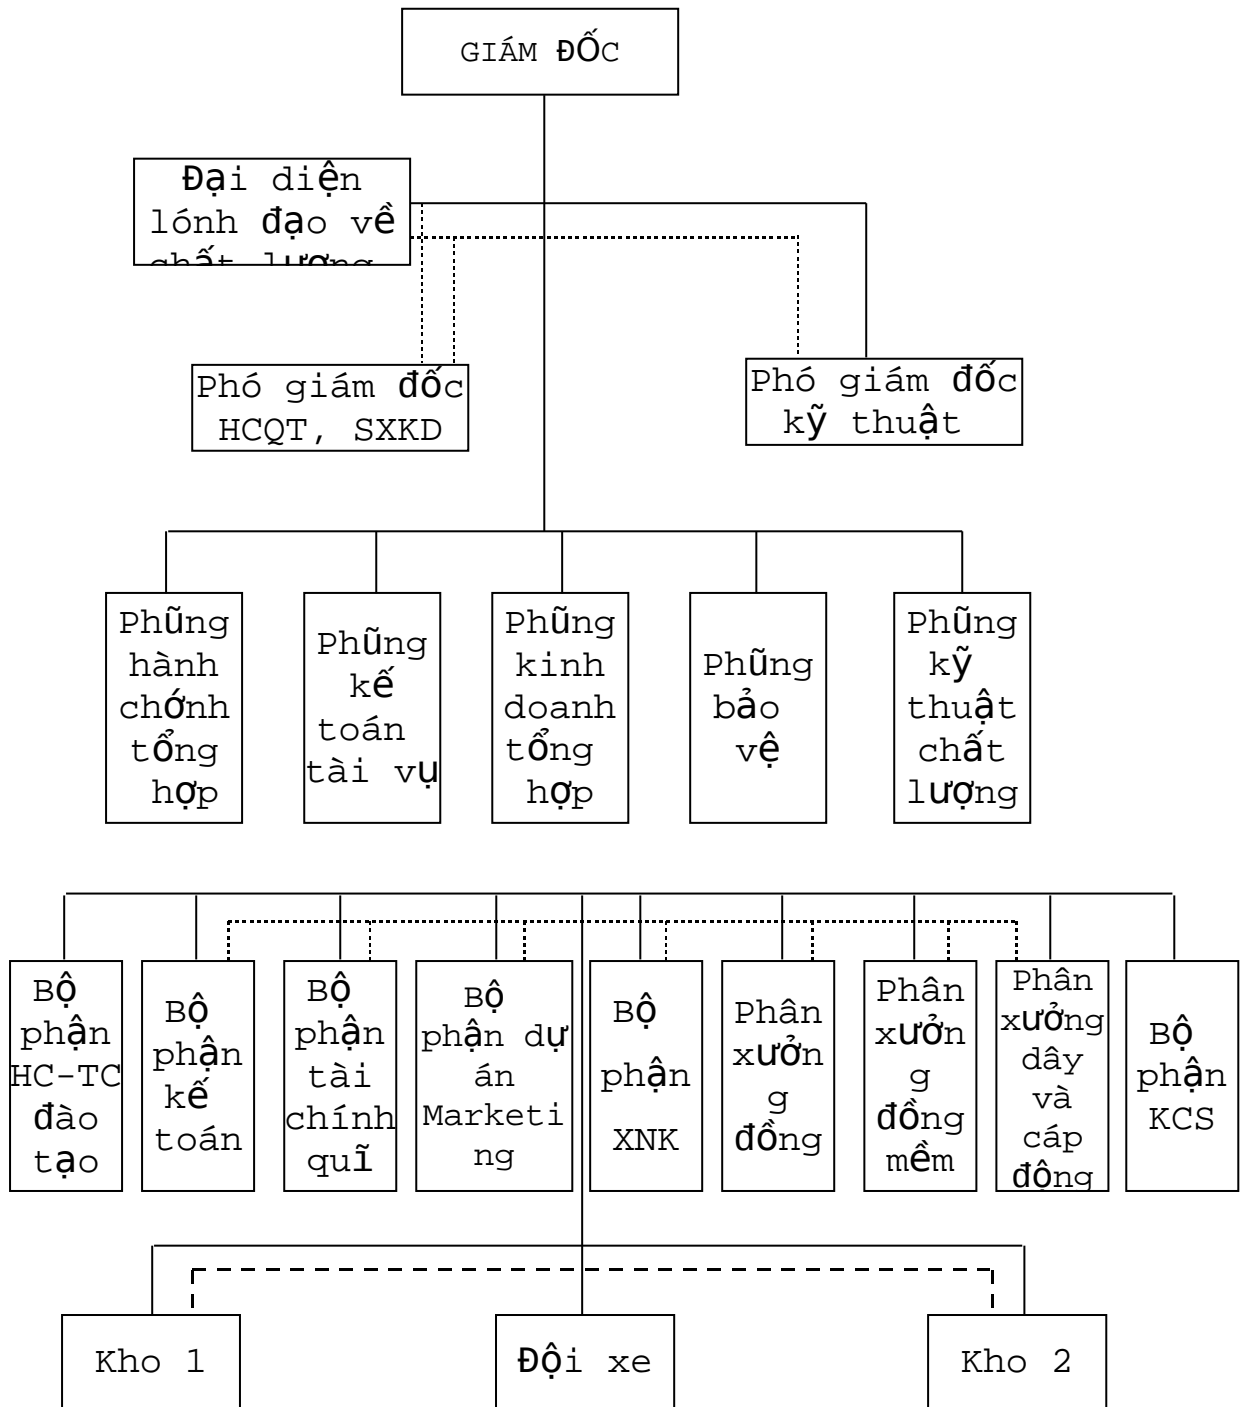 GIÁM ĐỐC
Đại diện
lónh đạo về
chất lượng
Phó giám đốc
HCQT, SXKD
Phó giám đốc
kỹ thuật
Phũng
hành
chớnh
tổng
hợp
Phũng
kế
toán
tài vụ
Phũng
kinh
doanh
tổng
hợp
Phũng
bảo
vệ
Phũng
kỹ
thuật
chất
lượng
Bộ
phận
HC-TC
đào
tạo
Bộ
phận
kế
toán
Bộ
phận
tài
chính
quĩ
Bộ
phận dự
án
Marketi
ng
Bộ
phận
XNK
Phân
xưởn
g
đồng
Phân
xưởn
g
đồng
mềm
Phân
xưởng
dây
và
cáp
động
Bộ
phận
KCS
Kho 1
Đội xe
Kho 2